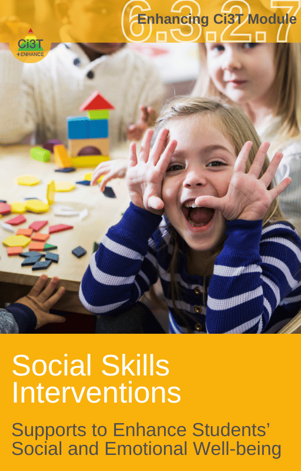 6.3.2.7
Enhancing Ci3T Module
Ci3T
+ENHANCE
Social Skills
Interventions
Supports to Enhance Students'
Social and Emotional Well-being